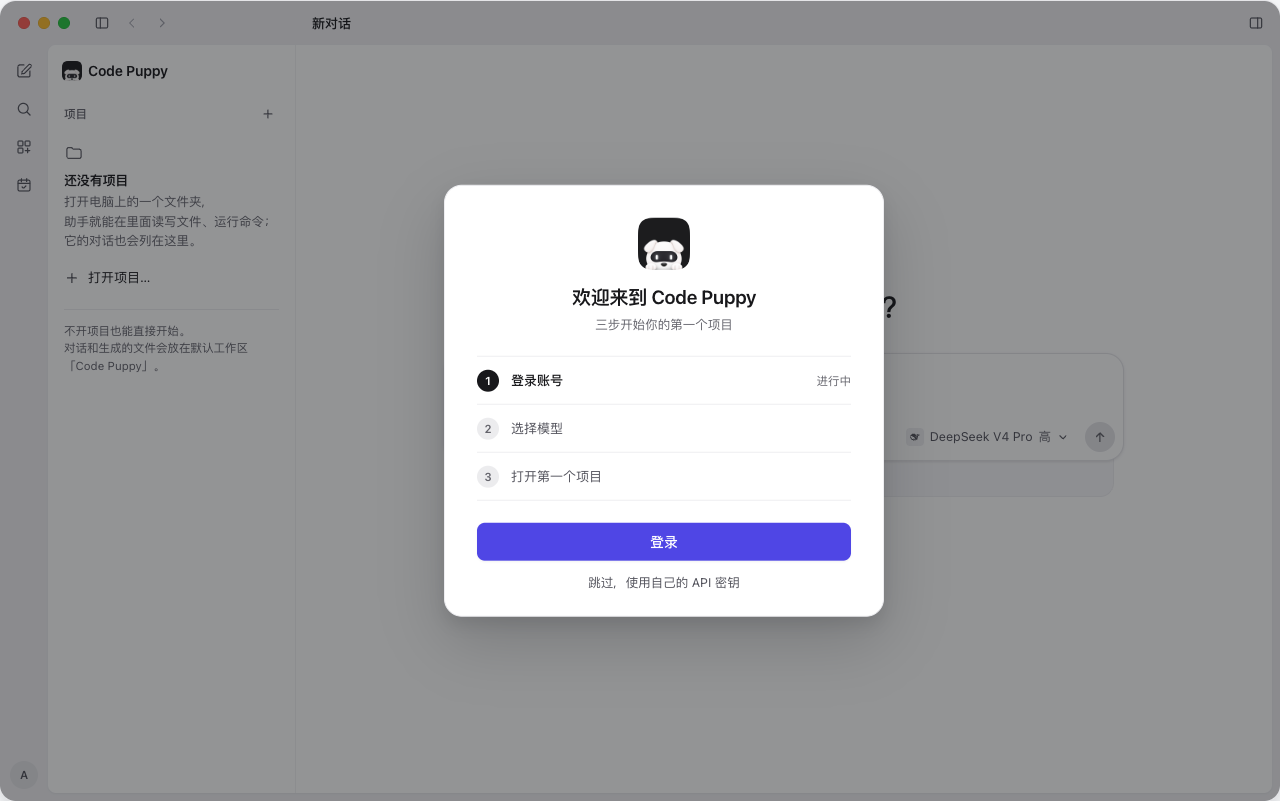 新对话
Code Puppy
项目
还没有项目
打开电脑上的一个文件夹,
助手就能在里面读写文件、运行命令;
它的对话也会列在这里。
打开项目...
不开项目也能直接开始。
对话和生成的文件会放在默认工作区
「Code Puppy」。
A
欢迎来到 Code Puppy
三步开始你的第一个项目
1 登录账号 进行中
2 选择模型
3 打开第一个项目
登录
跳过，使用自己的 API 密钥
?
DeepSeek V4 Pro 高